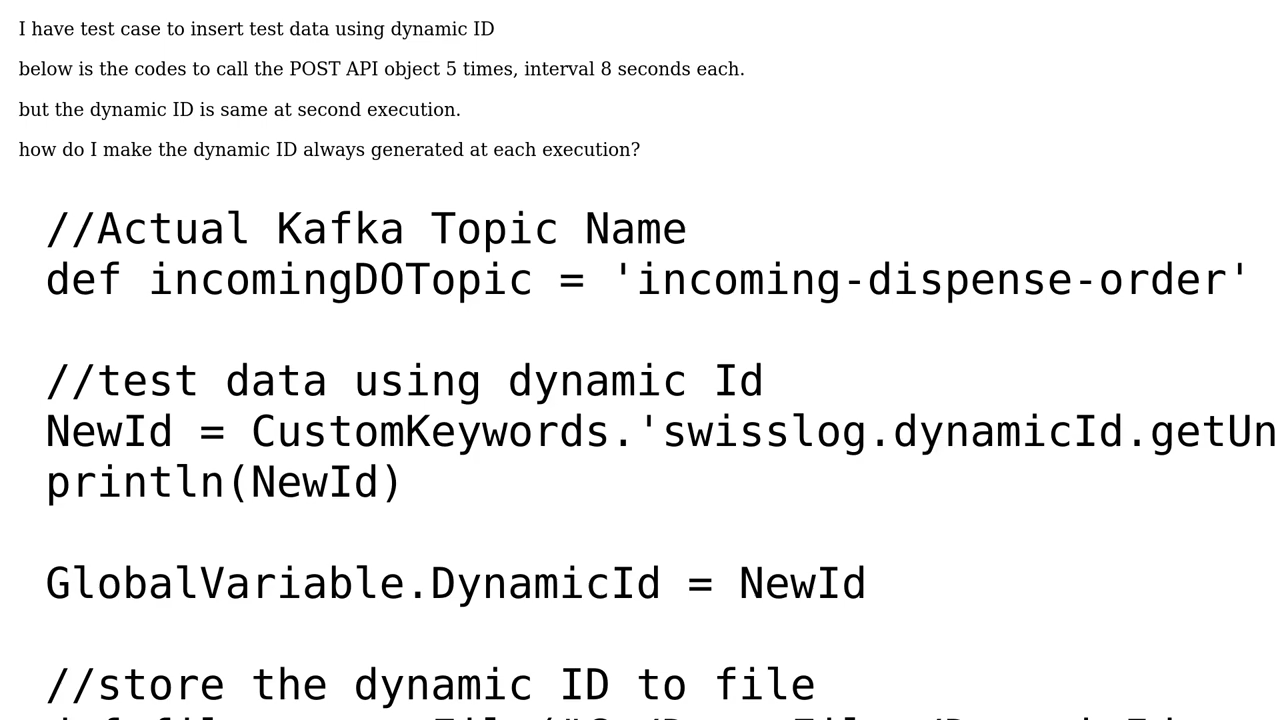 I have test case to insert test data using dynamic ID
below is the codes to call the POST API object 5 times, interval 8 seconds each.
but the dynamic ID is same at second execution.
how do I make the dynamic ID always generated at each execution?
//Actual Kafka Topic Name
def incomingDOTopic = 'incoming-dispense-order'
//test data using dynamic Id
NewId = CustomKeywords.'swisslog.dynamicId.getUn
println(NewId)
GlobalVariable.DynamicId = NewId
//store the dynamic ID to file